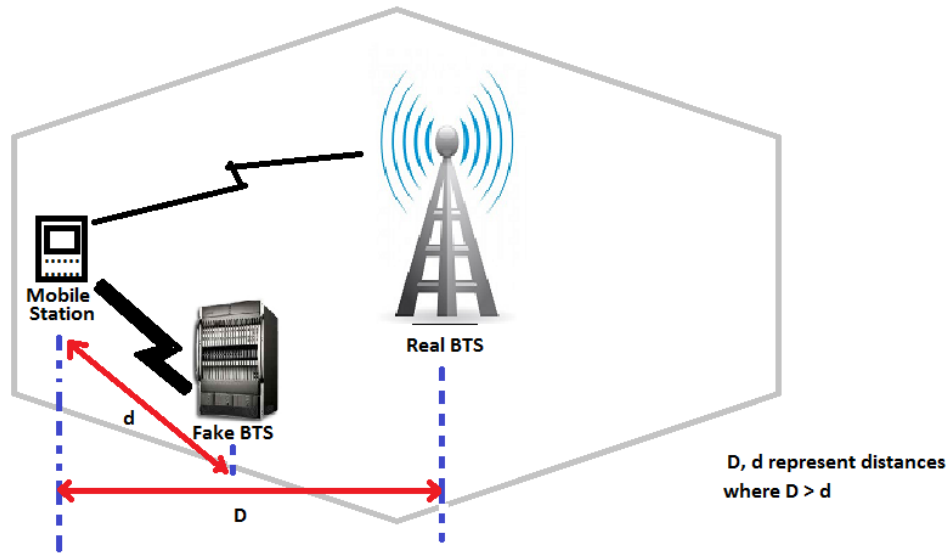 Mobile
Station
Real BTS
d
Fake BTS
D
D, d represent distances
where D > d